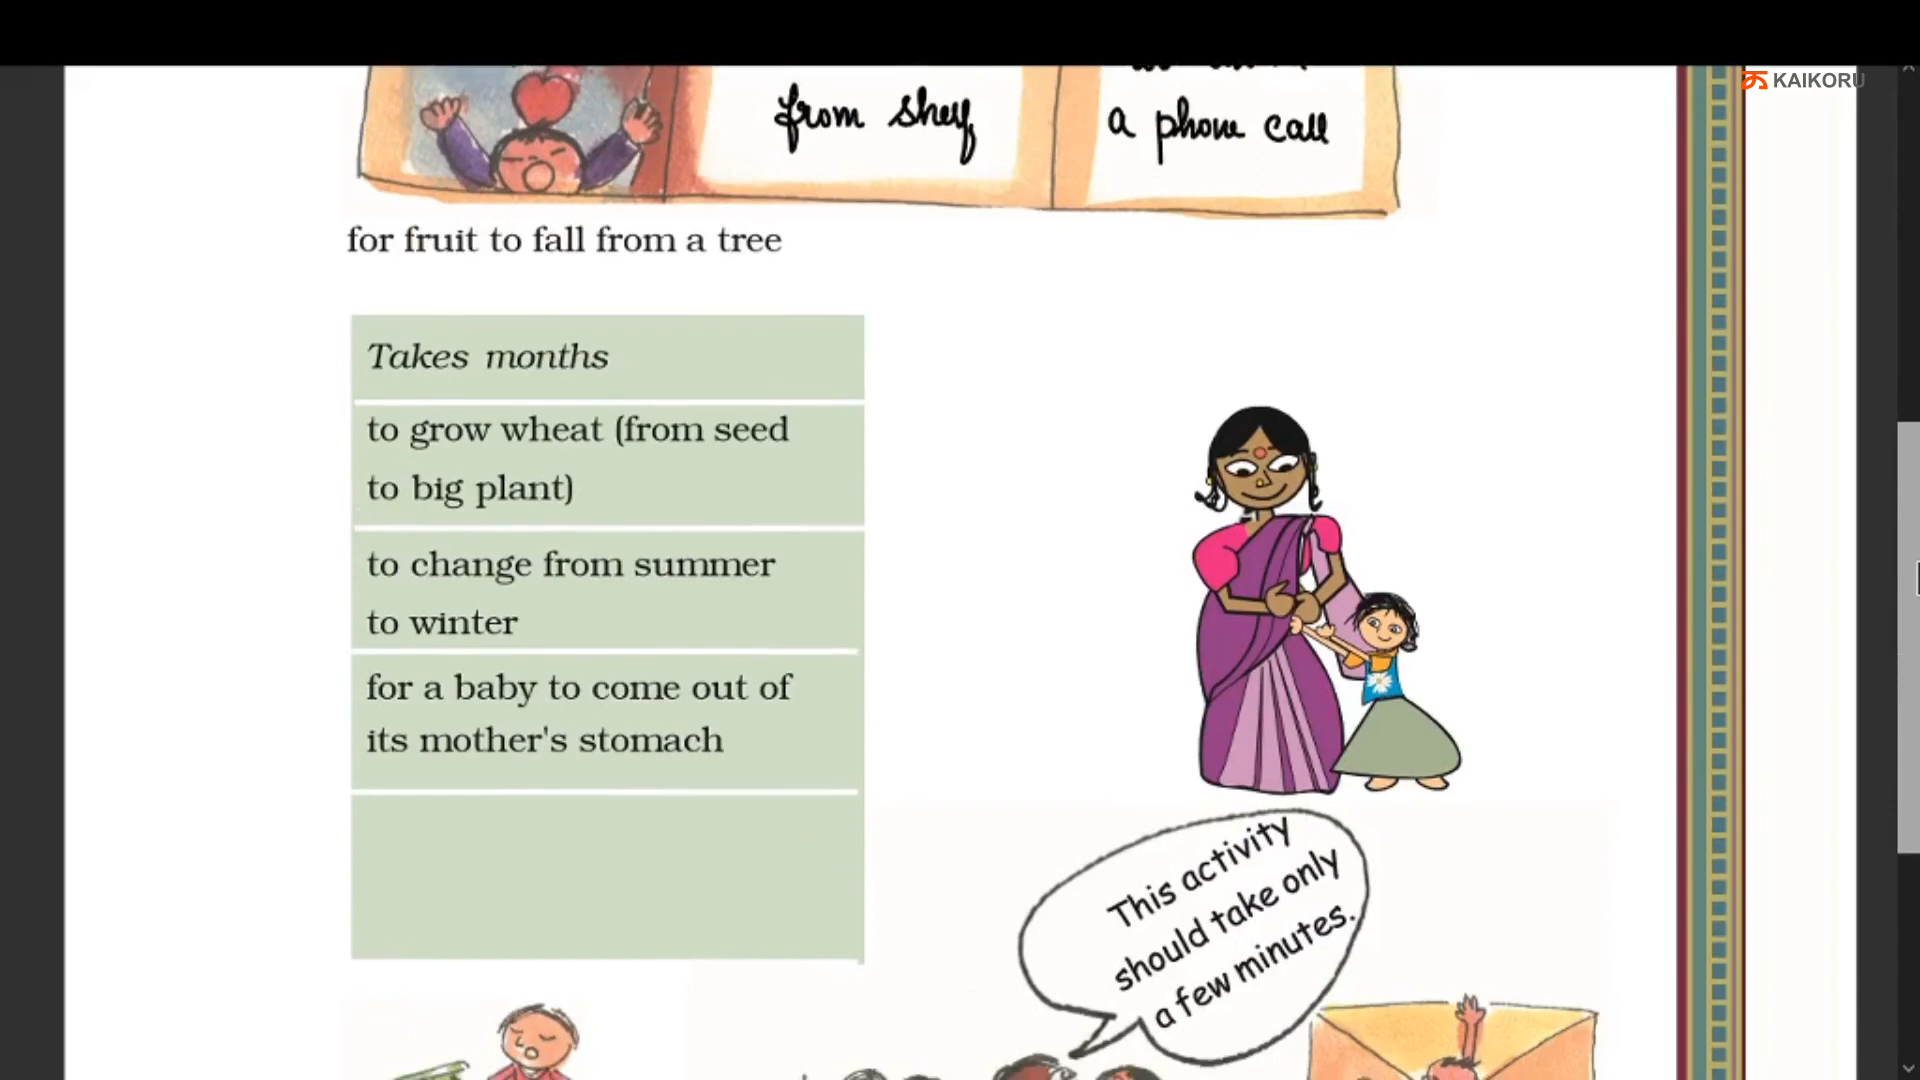 KAIKORU
from shelf
a phone call
for fruit to fall from a tree
Takes months
to grow wheat (from seed
to big plant)
to change from summer
to winter
for a baby to come out of
its mother's stomach
This activity
should take only
a few minutes.